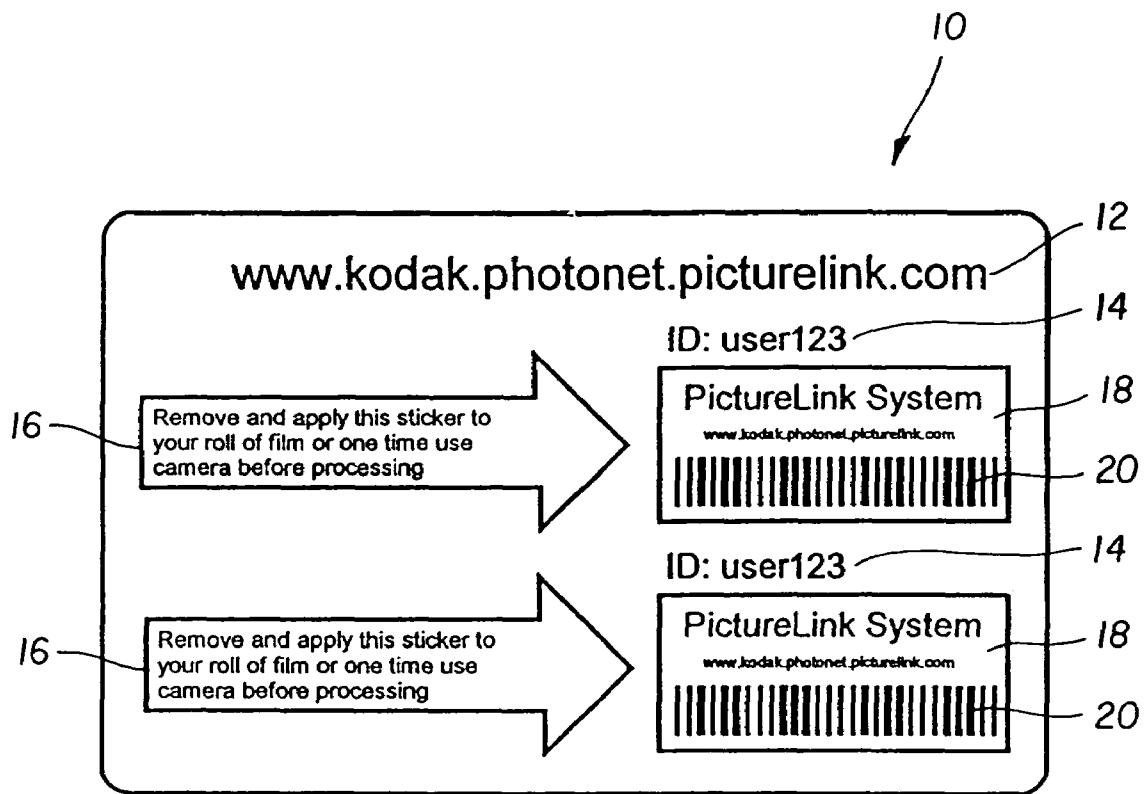 10
www.kodak.photonet.picturelink.com
12
ID: user123
14
16
Remove and apply this sticker to
your roll of film or one time use
camera before processing
PictureLink System
18
www.kodak.photonet.picturelink.com
20
ID: user123
14
16
Remove and apply this sticker to
your roll of film or one time use
camera before processing
PictureLink System
18
www.kodak.photonet.picturelink.com
20